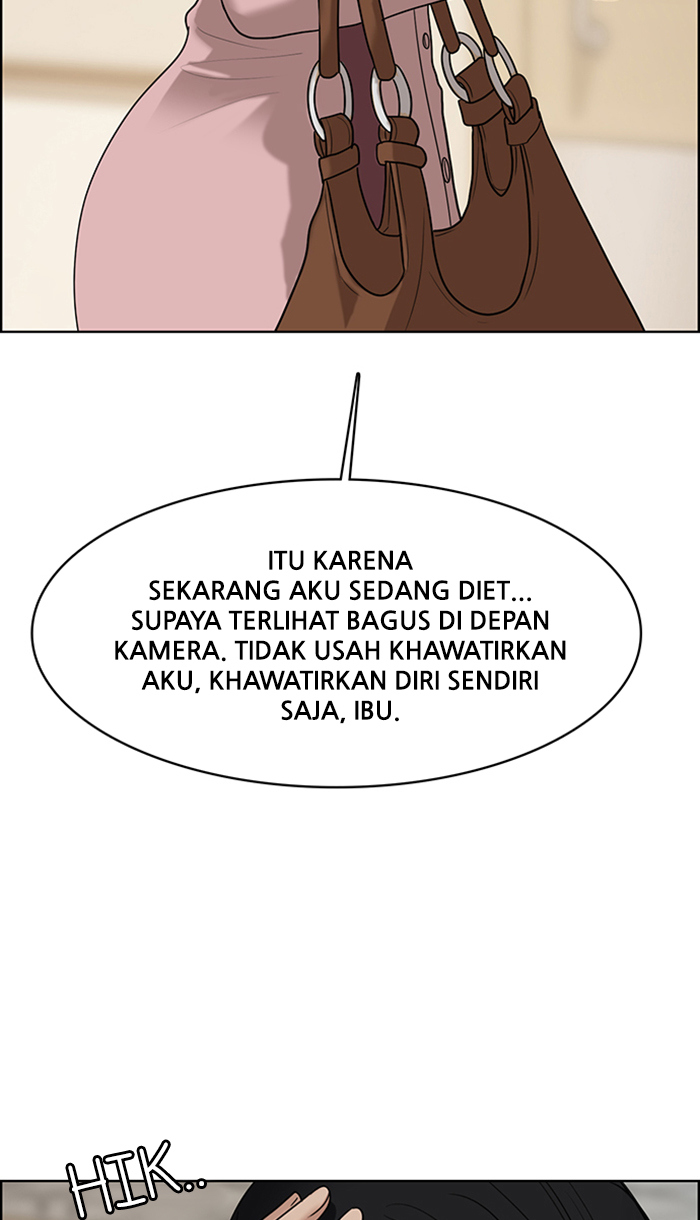 ITU KARENA
SEKARANG AKU SEDANG DIET...
SUPAYA TERLIHAT BAGUS DI DEPAN
KAMERA. TIDAK USAH KHAWATIRKAN
AKU, KHAWATIRKAN DIRI SENDIRI
SAJA, IBU.
HIK..